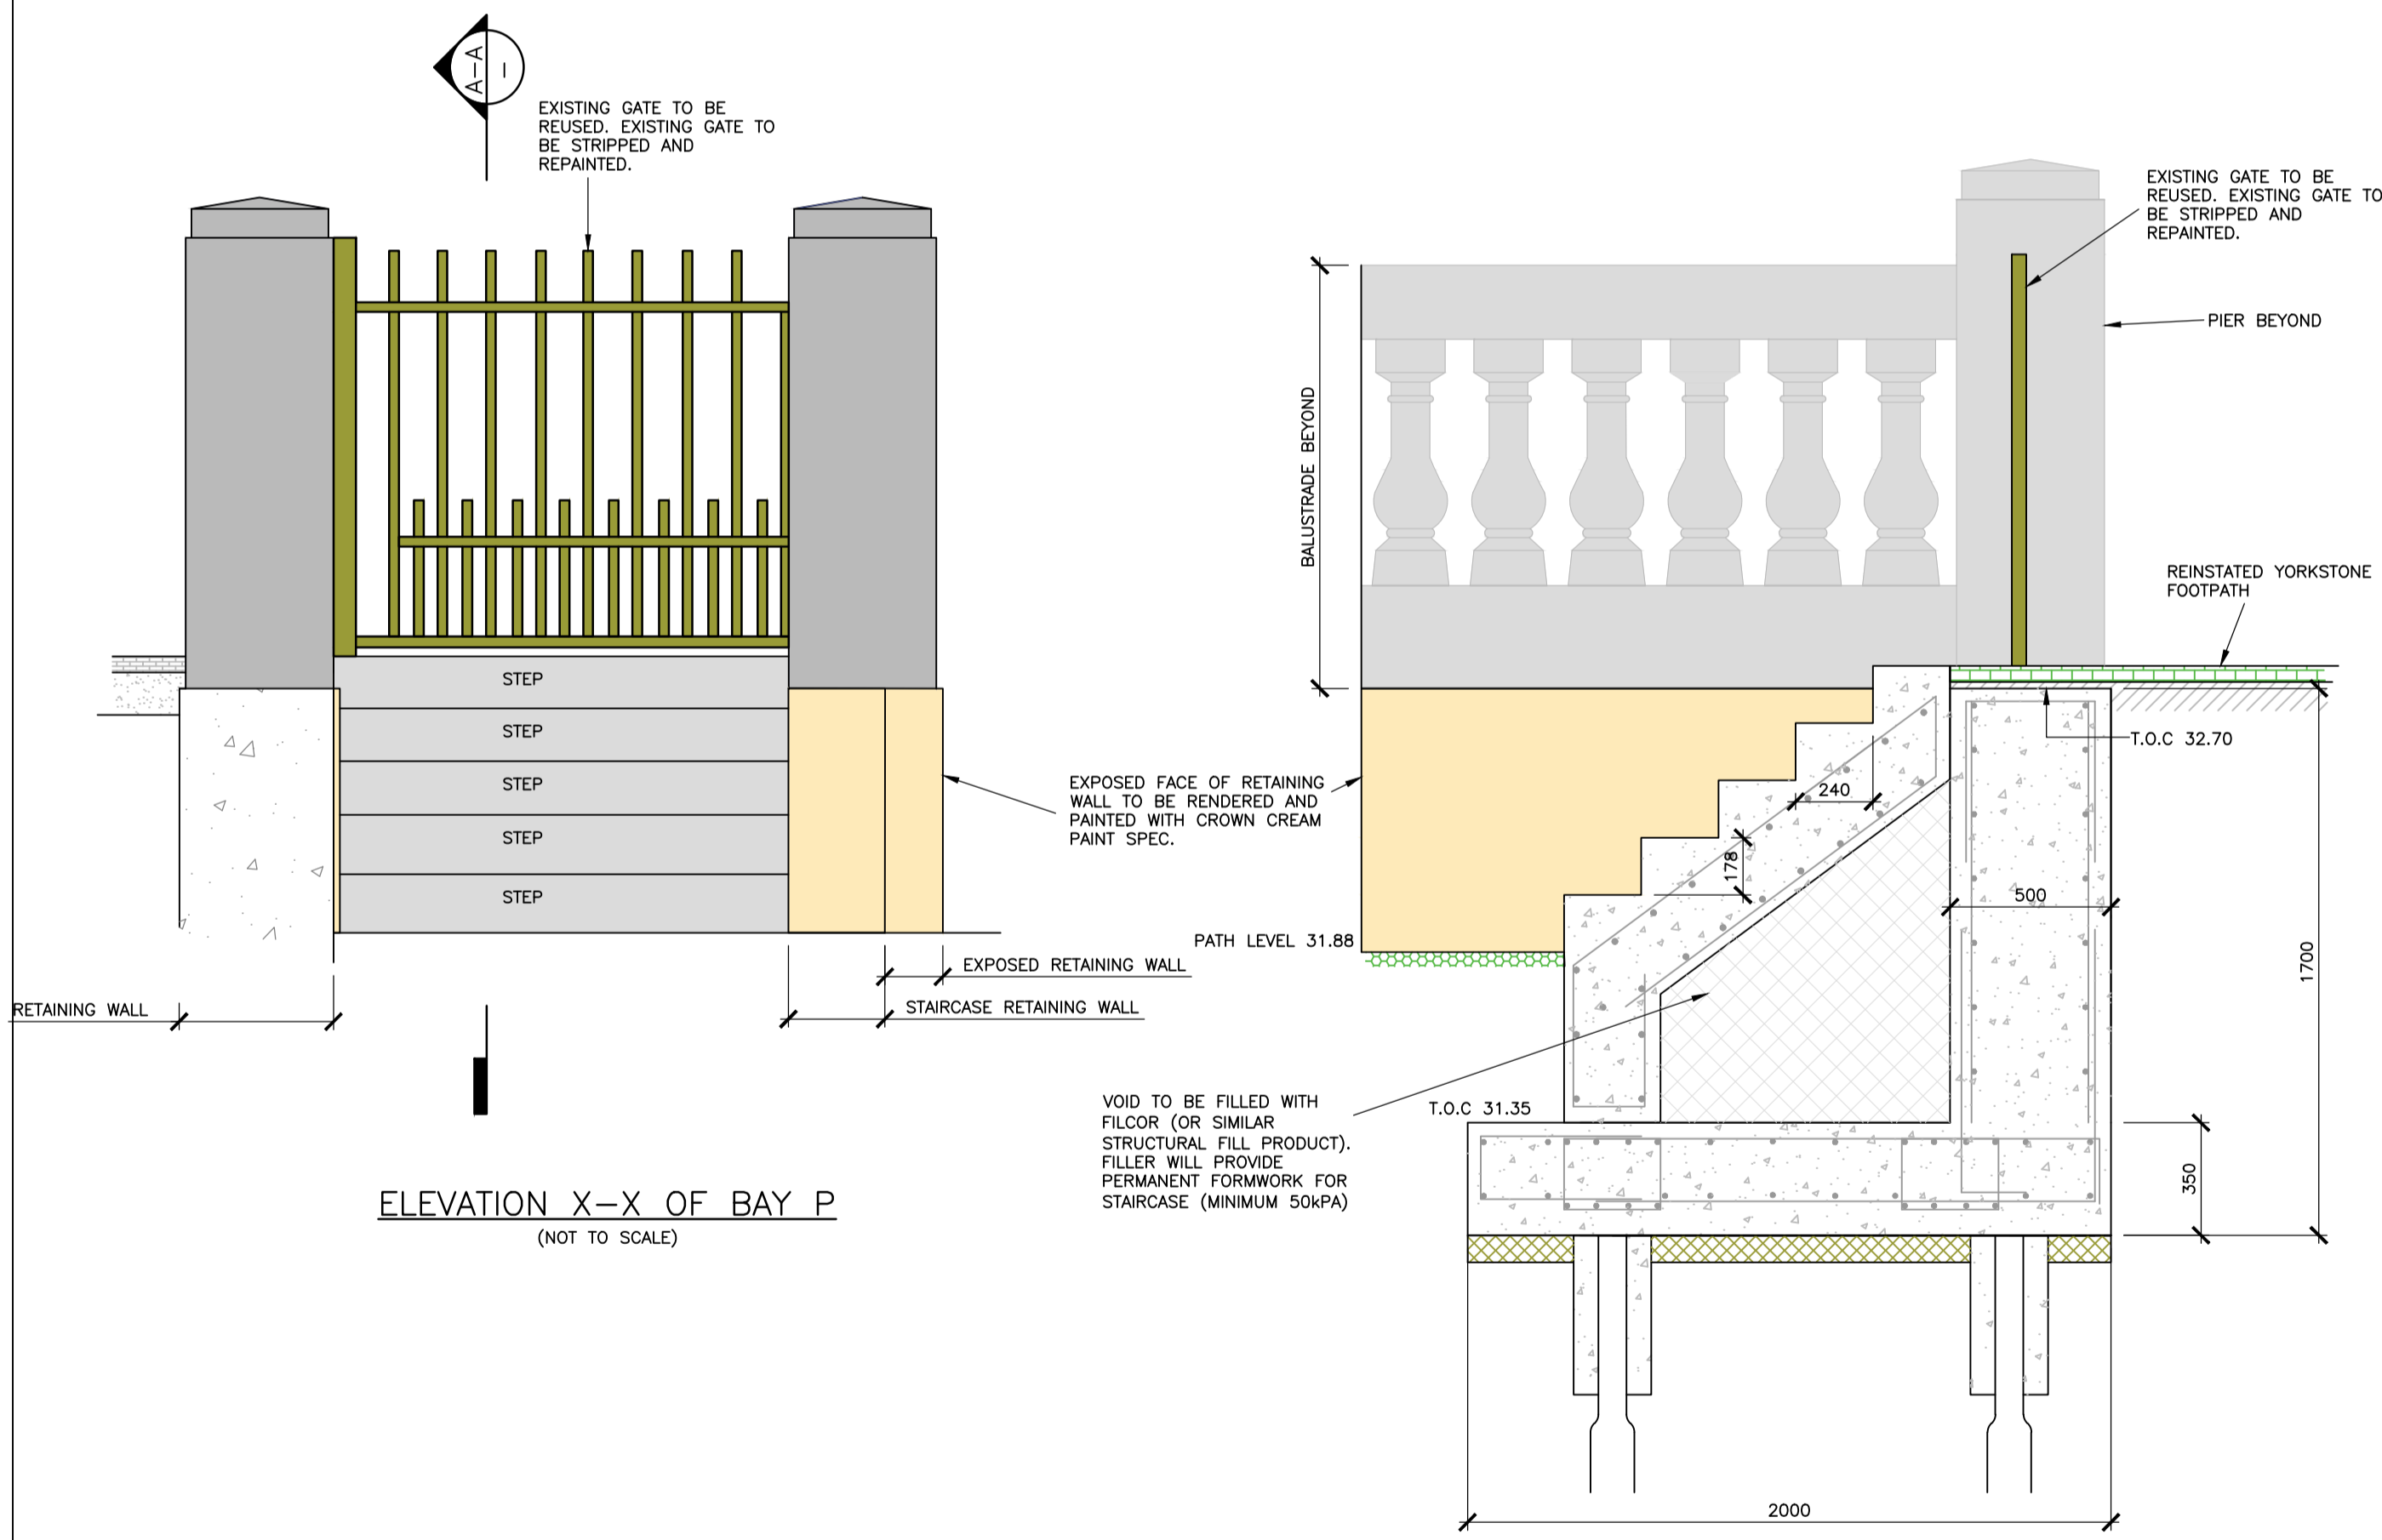 A-A
-
EXISTING GATE TO BE
REUSED. EXISTING GATE TO
BE STRIPPED AND
REPAINTED.
STEP
STEP
STEP
STEP
STEP
EXPOSED FACE OF RETAINING
WALL TO BE RENDERED AND
PAINTED WITH CROWN CREAM
PAINT SPEC.
EXPOSED RETAINING WALL
STAIRCASE RETAINING WALL
RETAINING WALL
ELEVATION X-X OF BAY P
(NOT TO SCALE)
EXISTING GATE TO BE
REUSED. EXISTING GATE TO
BE STRIPPED AND
REPAINTED.
PIER BEYOND
BALUSTRADE BEYOND
REINSTATED YORKSTONE
FOOTPATH
T.O.C 32.70
240
178
500
1700
PATH LEVEL 31.88
VOID TO BE FILLED WITH
FILCOR (OR SIMILAR
STRUCTURAL FILL PRODUCT).
FILLER WILL PROVIDE
PERMANENT FORMWORK FOR
STAIRCASE (MINIMUM 50kPA)
T.O.C 31.35
350
2000